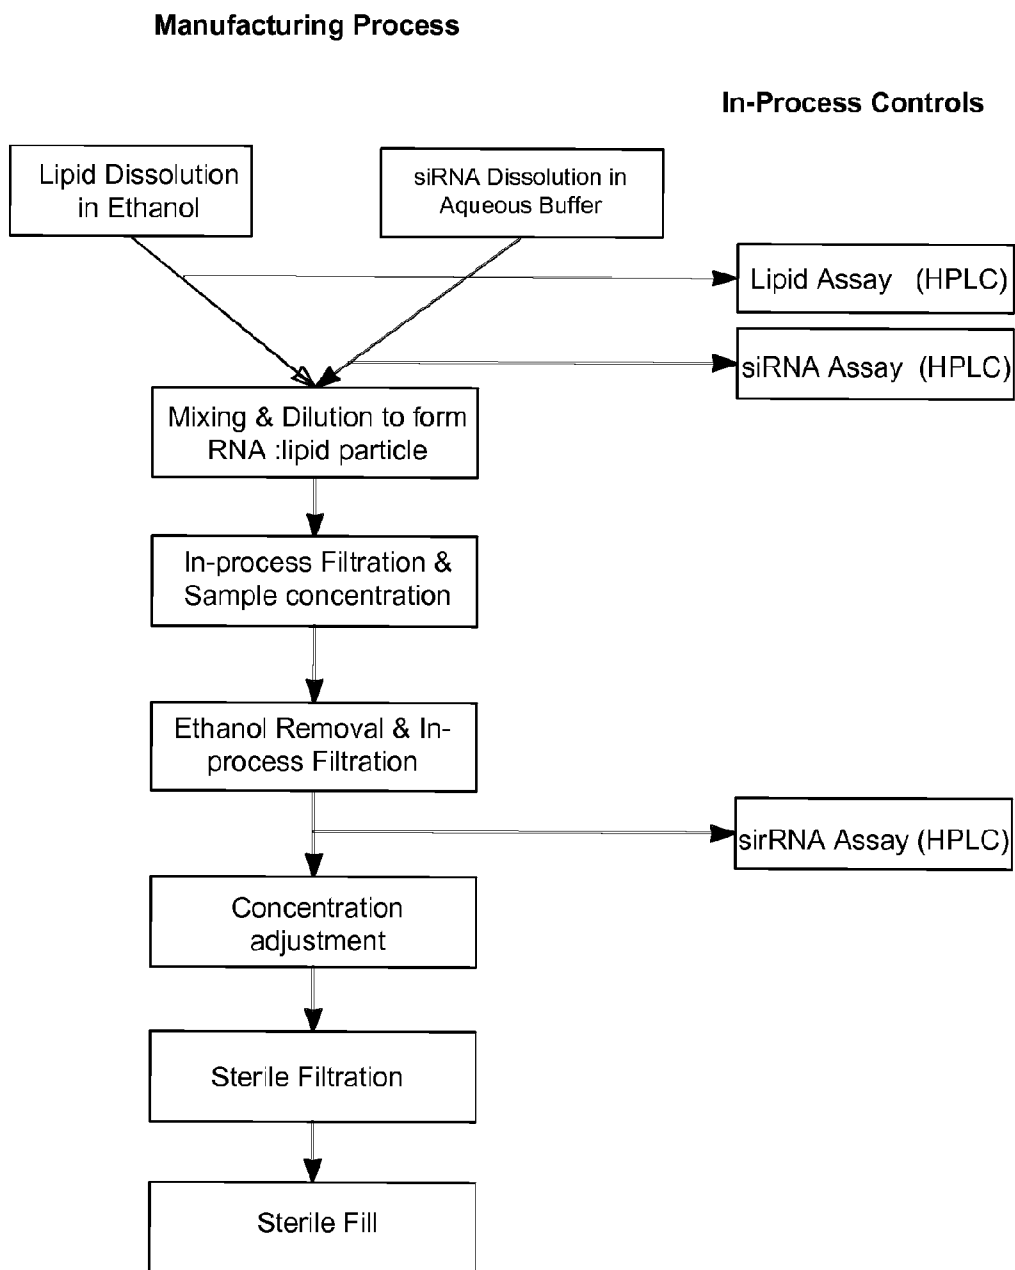 Manufacturing Process
In-Process Controls
Lipid Dissolution
in Ethanol
siRNA Dissolution in
Aqueous Buffer
Lipid Assay (HPLC)
siRNA Assay (HPLC)
Mixing & Dilution to form
RNA :lipid particle
In-process Filtration &
Sample concentration
Ethanol Removal & In-
process Filtration
sirRNA Assay (HPLC)
Concentration
adjustment
Sterile Filtration
Sterile Fill